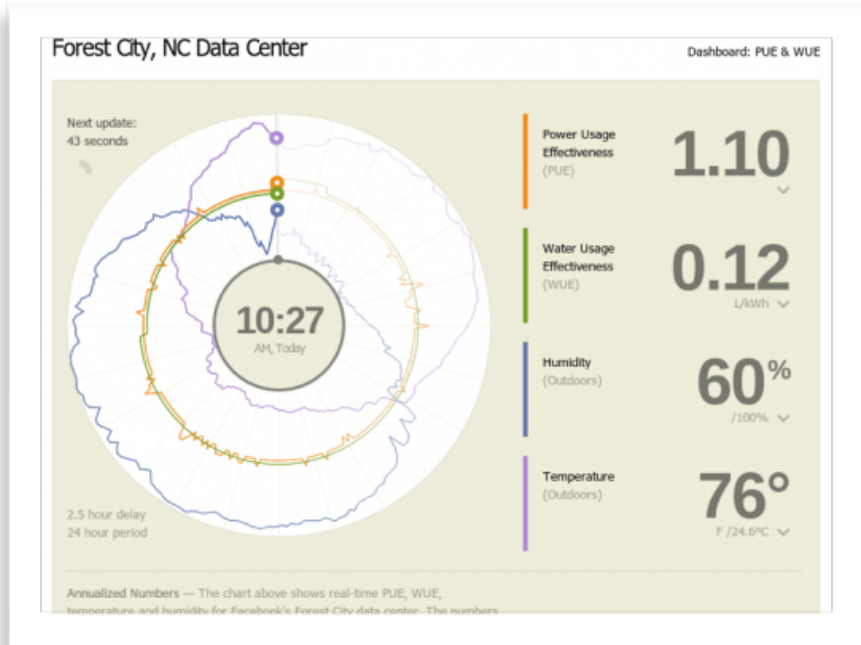 Forest City, NC Data Center
Dashboard: PUE & WUE
Next update:
43 seconds
10:27
AM, Today
2.5 hour delay
24 hour period
Power Usage
Effectiveness
(PUE)
1.10
Water Usage
Effectiveness
(WUE)
0.12
L/kWh
Humidity
(Outdoors)
60%
/100%
Temperature
(Outdoors)
76°
F /24.6ºC
Annualized Numbers — The chart above shows real-time PUE, WUE,
temperature and humidity for Facebook's Forest City data center. The numbers